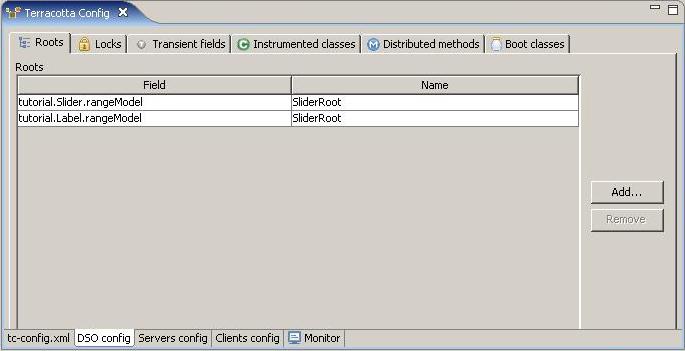 Terracotta Config
Roots Locks Transient fields Instrumented classes Distributed methods Boot classes
Roots
Field Name
tutorial.Slider.rangeModel SliderRoot
tutorial.Label.rangeModel SliderRoot
Add...
Remove
tc-config.xml DSO config Servers config Clients config Monitor